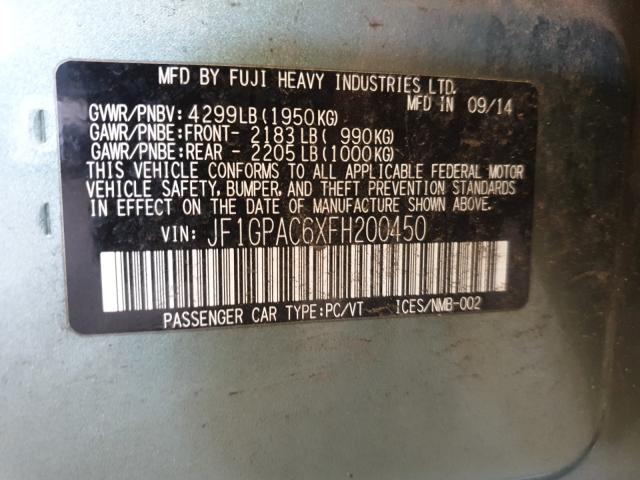 MFD BY FUJI HEAVY INDUSTRIES LTD.
MFD IN 09/14
GVWR/PNBV: 4299LB (1950KG)
GAWR/PNBE:FRONT- 2183LB ( 990KG)
GAWR/PNBE:REAR - 2205LB (1000KG)
THIS VEHICLE CONFORMS TO ALL APPLICABLE FEDERAL MOTOR
VEHICLE SAFETY, BUMPER, AND THEFT PREVENTION STANDARDS
IN EFFECT ON THE DATE OF MANUFACTURE SHOWN ABOVE.
VIN: JF1GPAC6XFH200450
PASSENGER CAR TYPE:PC/VT ICES/NMB-002